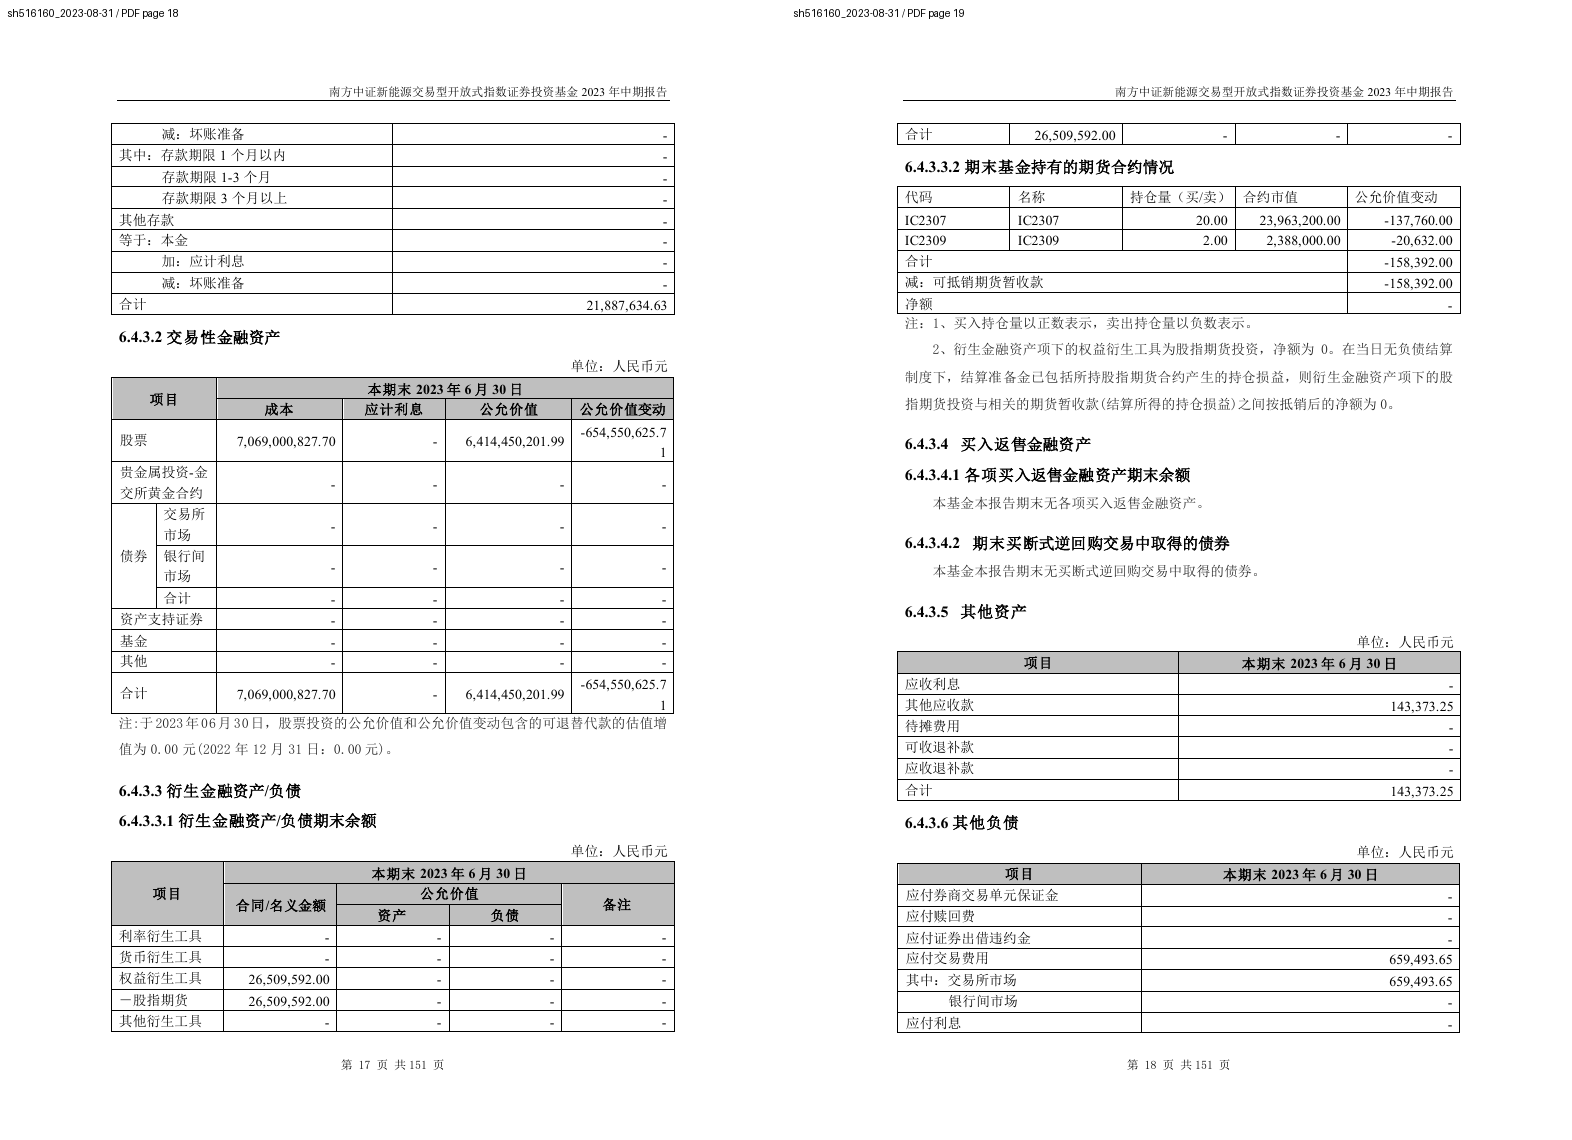 sh516160_2023-08-31 / PDF page 18
南方中证新能源交易型开放式指数证券投资基金 2023 年中期报告
减：坏账准备 -
其中：存款期限 1 个月以内 -
存款期限 1-3 个月 -
存款期限 3 个月以上 -
其他存款 -
等于：本金 -
加：应计利息 -
减：坏账准备 -
合计 21,887,634.63
6.4.3.2 交易性金融资产
单位：人民币元
项目 本期末 2023 年 6 月 30 日
成本 应计利息 公允价值 公允价值变动
股票 7,069,000,827.70 - 6,414,450,201.99 -654,550,625.7
1
贵金属投资-金
交所黄金合约 - - - -
债券 交易所
市场 - - - -
银行间
市场 - - - -
合计 - - - -
资产支持证券 - - - -
基金 - - - -
其他 - - - -
合计 7,069,000,827.70 - 6,414,450,201.99 -654,550,625.7
1
注:于 2023 年 06 月 30 日，股票投资的公允价值和公允价值变动包含的可退替代款的估值增
值为 0.00 元(2022 年 12 月 31 日：0.00 元)。
6.4.3.3 衍生金融资产/负债
6.4.3.3.1 衍生金融资产/负债期末余额
单位：人民币元
项目 本期末 2023 年 6 月 30 日
合同/名义金额 公允价值 备注
资产 负债
利率衍生工具 - - - -
货币衍生工具 - - - -
权益衍生工具 26,509,592.00 - - -
－股指期货 26,509,592.00 - - -
其他衍生工具 - - - -
第 17 页 共 151 页
sh516160_2023-08-31 / PDF page 19
南方中证新能源交易型开放式指数证券投资基金 2023 年中期报告
合计 26,509,592.00 - - -
6.4.3.3.2 期末基金持有的期货合约情况
代码 名称 持仓量（买/卖） 合约市值 公允价值变动
IC2307 IC2307 20.00 23,963,200.00 -137,760.00
IC2309 IC2309 2.00 2,388,000.00 -20,632.00
合计 -158,392.00
减：可抵销期货暂收款 -158,392.00
净额 -
注：1、买入持仓量以正数表示，卖出持仓量以负数表示。
2、衍生金融资产项下的权益衍生工具为股指期货投资，净额为 0。在当日无负债结算
制度下，结算准备金已包括所持股指期货合约产生的持仓损益，则衍生金融资产项下的股
指期货投资与相关的期货暂收款(结算所得的持仓损益)之间按抵销后的净额为 0。
6.4.3.4 买入返售金融资产
6.4.3.4.1 各项买入返售金融资产期末余额
本基金本报告期末无各项买入返售金融资产。
6.4.3.4.2 期末买断式逆回购交易中取得的债券
本基金本报告期末无买断式逆回购交易中取得的债券。
6.4.3.5 其他资产
单位：人民币元
项目 本期末 2023 年 6 月 30 日
应收利息 -
其他应收款 143,373.25
待摊费用 -
可收退补款 -
应收退补款 -
合计 143,373.25
6.4.3.6 其他负债
单位：人民币元
项目 本期末 2023 年 6 月 30 日
应付券商交易单元保证金 -
应付赎回费 -
应付证券出借违约金 -
应付交易费用 659,493.65
其中：交易所市场 659,493.65
银行间市场 -
应付利息 -
第 18 页 共 151 页